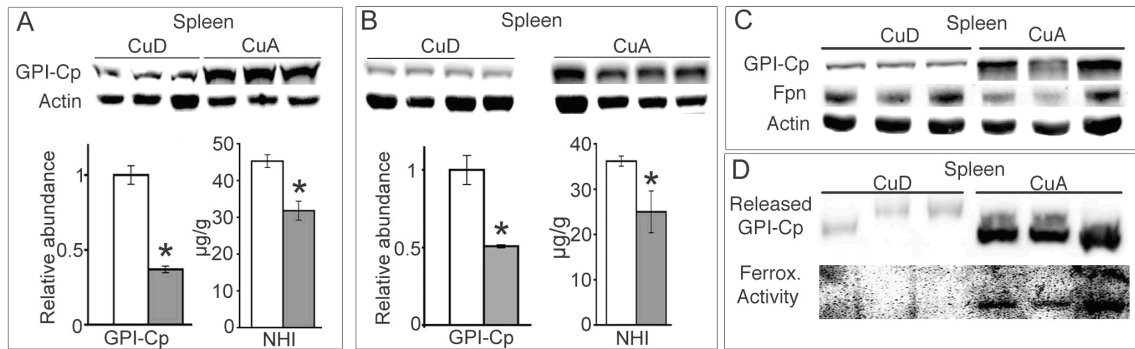 A
Spleen
CuD CuA
GPI-Cp
Actin
Relative abundance
1
0.5
0
GPI-Cp
µg/g
50
40
30
20
10
0
NHI
*
*
B
Spleen
CuD CuA
Relative abundance
1
0.5
0
GPI-Cp
µg/g
40
30
20
10
0
NHI
*
*
C
Spleen
CuD CuA
GPI-Cp
Fpn
Actin
D
Spleen
CuD CuA
Released
GPI-Cp
Ferrox.
Activity